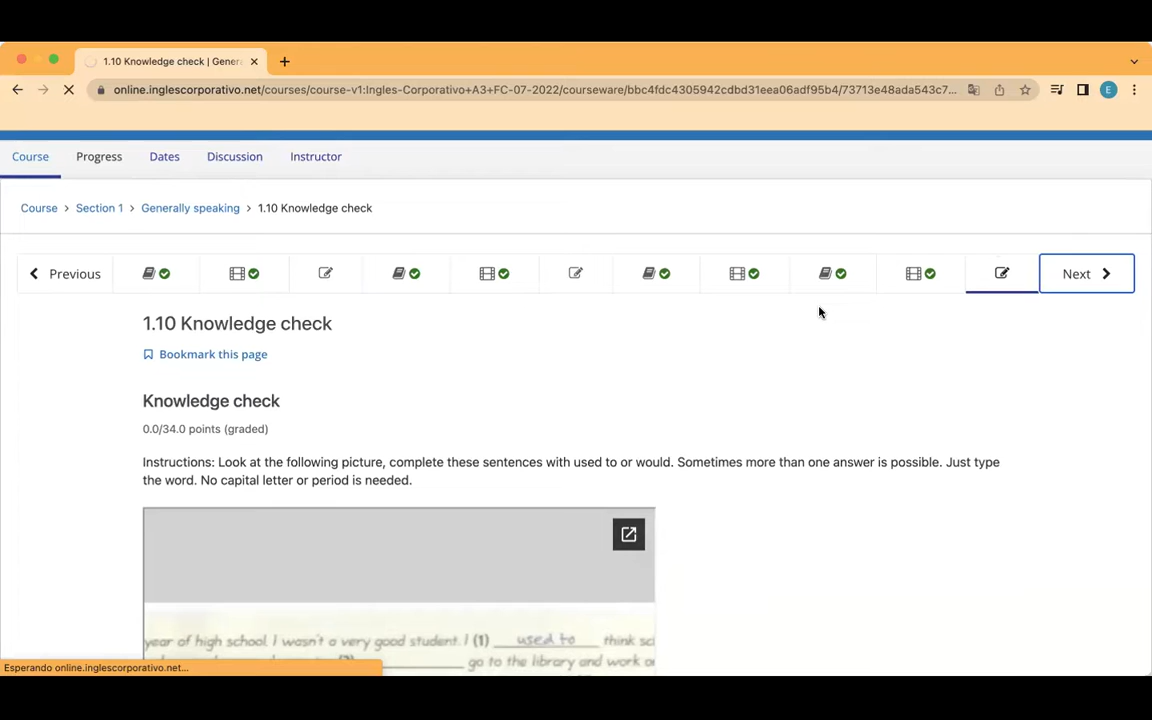 1.10 Knowledge check | Gener
online.inglescorporativo.net/courses/course-v1:Ingles-Corporativo+A3+FC-07-2022/courseware/bbc4fdc4305942cdbd31eea06adf95b4/73713e48ada543c7...
E
Course Progress Dates Discussion Instructor
Course > Section 1 > Generally speaking > 1.10 Knowledge check
Previous
Next
1.10 Knowledge check
Bookmark this page
Knowledge check
0.0/34.0 points (graded)
Instructions: Look at the following picture, complete these sentences with used to or would. Sometimes more than one answer is possible. Just type
the word. No capital letter or period is needed.
year of high school. I wasn't a very good student. I (1) used to think
go to the library and work
Esperando online.inglescorporativo.net...